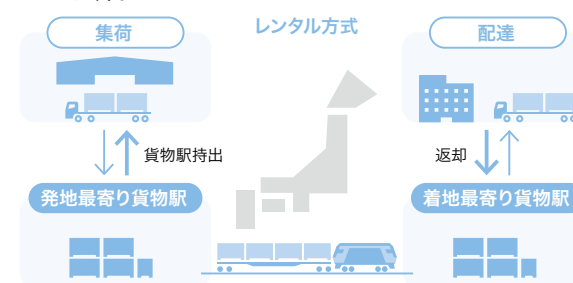 集荷
レンタル方式
配達
貨物駅持出
返却
発地最寄り貨物駅
着地最寄り貨物駅